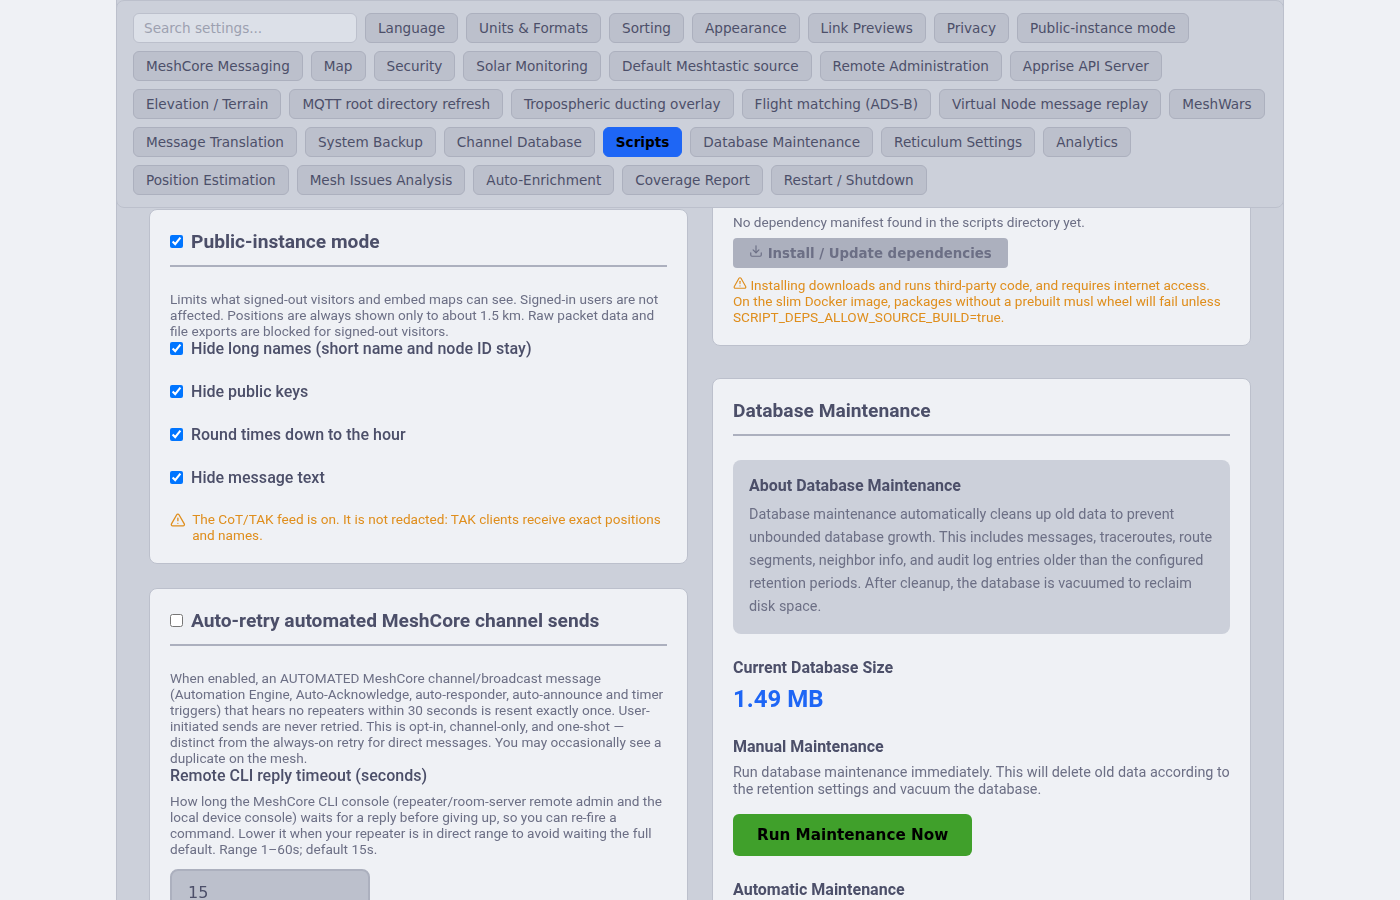 Search settings...
Language
Units & Formats
Sorting
Appearance
Link Previews
Privacy
Public-instance mode
MeshCore Messaging
Map
Security
Solar Monitoring
Default Meshtastic source
Remote Administration
Apprise API Server
Elevation / Terrain
MQTT root directory refresh
Tropospheric ducting overlay
Flight matching (ADS-B)
Virtual Node message replay
MeshWars
Message Translation
System Backup
Channel Database
Scripts
Database Maintenance
Reticulum Settings
Analytics
Position Estimation
Mesh Issues Analysis
Auto-Enrichment
Coverage Report
Restart / Shutdown
Public-instance mode
Limits what signed-out visitors and embed maps can see. Signed-in users are not
affected. Positions are always shown only to about 1.5 km. Raw packet data and
file exports are blocked for signed-out visitors.
Hide long names (short name and node ID stay)
Hide public keys
Round times down to the hour
Hide message text
The CoT/TAK feed is on. It is not redacted: TAK clients receive exact positions
and names.
Auto-retry automated MeshCore channel sends
When enabled, an AUTOMATED MeshCore channel/broadcast message
(Automation Engine, Auto-Acknowledge, auto-responder, auto-announce and timer
triggers) that hears no repeaters within 30 seconds is resent exactly once. User-
initiated sends are never retried. This is opt-in, channel-only, and one-shot —
distinct from the always-on retry for direct messages. You may occasionally see a
duplicate on the mesh.
Remote CLI reply timeout (seconds)
How long the MeshCore CLI console (repeater/room-server remote admin and the
local device console) waits for a reply before giving up, so you can re-fire a
command. Lower it when your repeater is in direct range to avoid waiting the full
default. Range 1–60s; default 15s.
15
No dependency manifest found in the scripts directory yet.
Install / Update dependencies
Installing downloads and runs third-party code, and requires internet access.
On the slim Docker image, packages without a prebuilt musl wheel will fail unless
SCRIPT_DEPS_ALLOW_SOURCE_BUILD=true.
Database Maintenance
About Database Maintenance
Database maintenance automatically cleans up old data to prevent
unbounded database growth. This includes messages, traceroutes, route
segments, neighbor info, and audit log entries older than the configured
retention periods. After cleanup, the database is vacuumed to reclaim
disk space.
Current Database Size
1.49 MB
Manual Maintenance
Run database maintenance immediately. This will delete old data according to
the retention settings and vacuum the database.
Run Maintenance Now
Automatic Maintenance